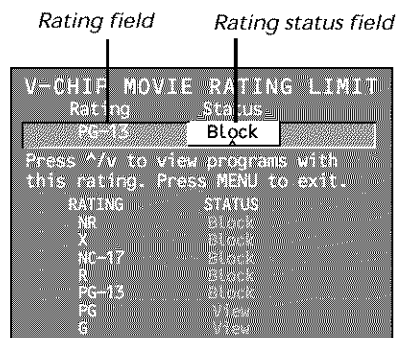 Rating field Rating status field
V-CHIP MOVIE RATING LIMIT
Rating Status
PG-13 Block
Press ^/v to view programs with
this rating. Press MENU to exit.
RATING STATUS
NR Block
X Block
NC-17 Block
R Block
PG-13 Block
PG View
G View